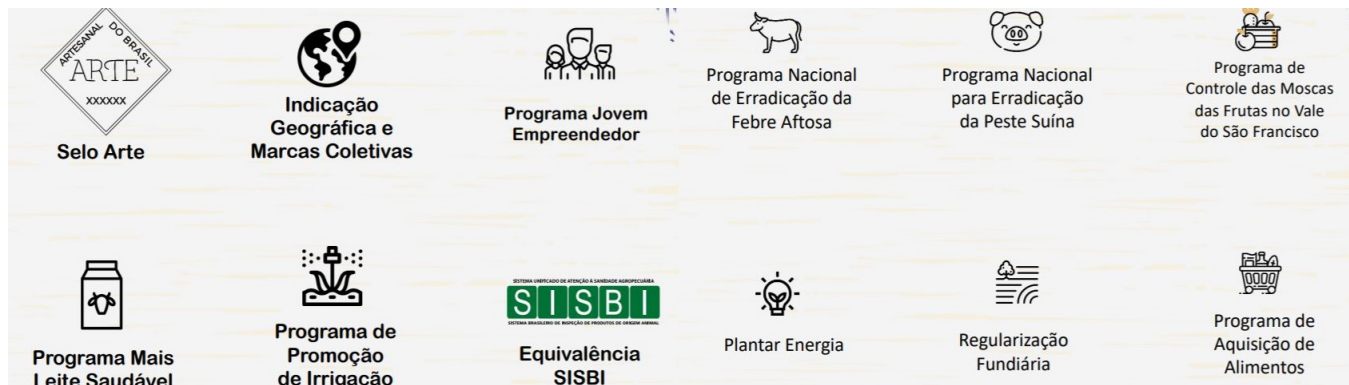 ARTESANAL DO BRASIL
ARTE
XXXXXX
Selo Arte
Indicação
Geográfica e
Marcas Coletivas
Programa Jovem
Empreendedor
Programa Nacional
de Erradicação da
Febre Aftosa
Programa Nacional
para Erradicação
da Peste Suína
Programa de
Controle das Moscas
das Frutas no Vale
do São Francisco
Programa Mais
Leite Saudável
Programa de
Promoção
de Irrigação
SISTEMA UNIFICADO DE ATENÇÃO À SANIDADE AGROPECUÁRIA
SISBI
SISTEMA BRASILEIRO DE INSPEÇÃO DE PRODUTOS DE ORIGEM ANIMAL
Equivalência
SISBI
Plantar Energia
Regularização
Fundiária
Programa de
Aquisição de
Alimentos